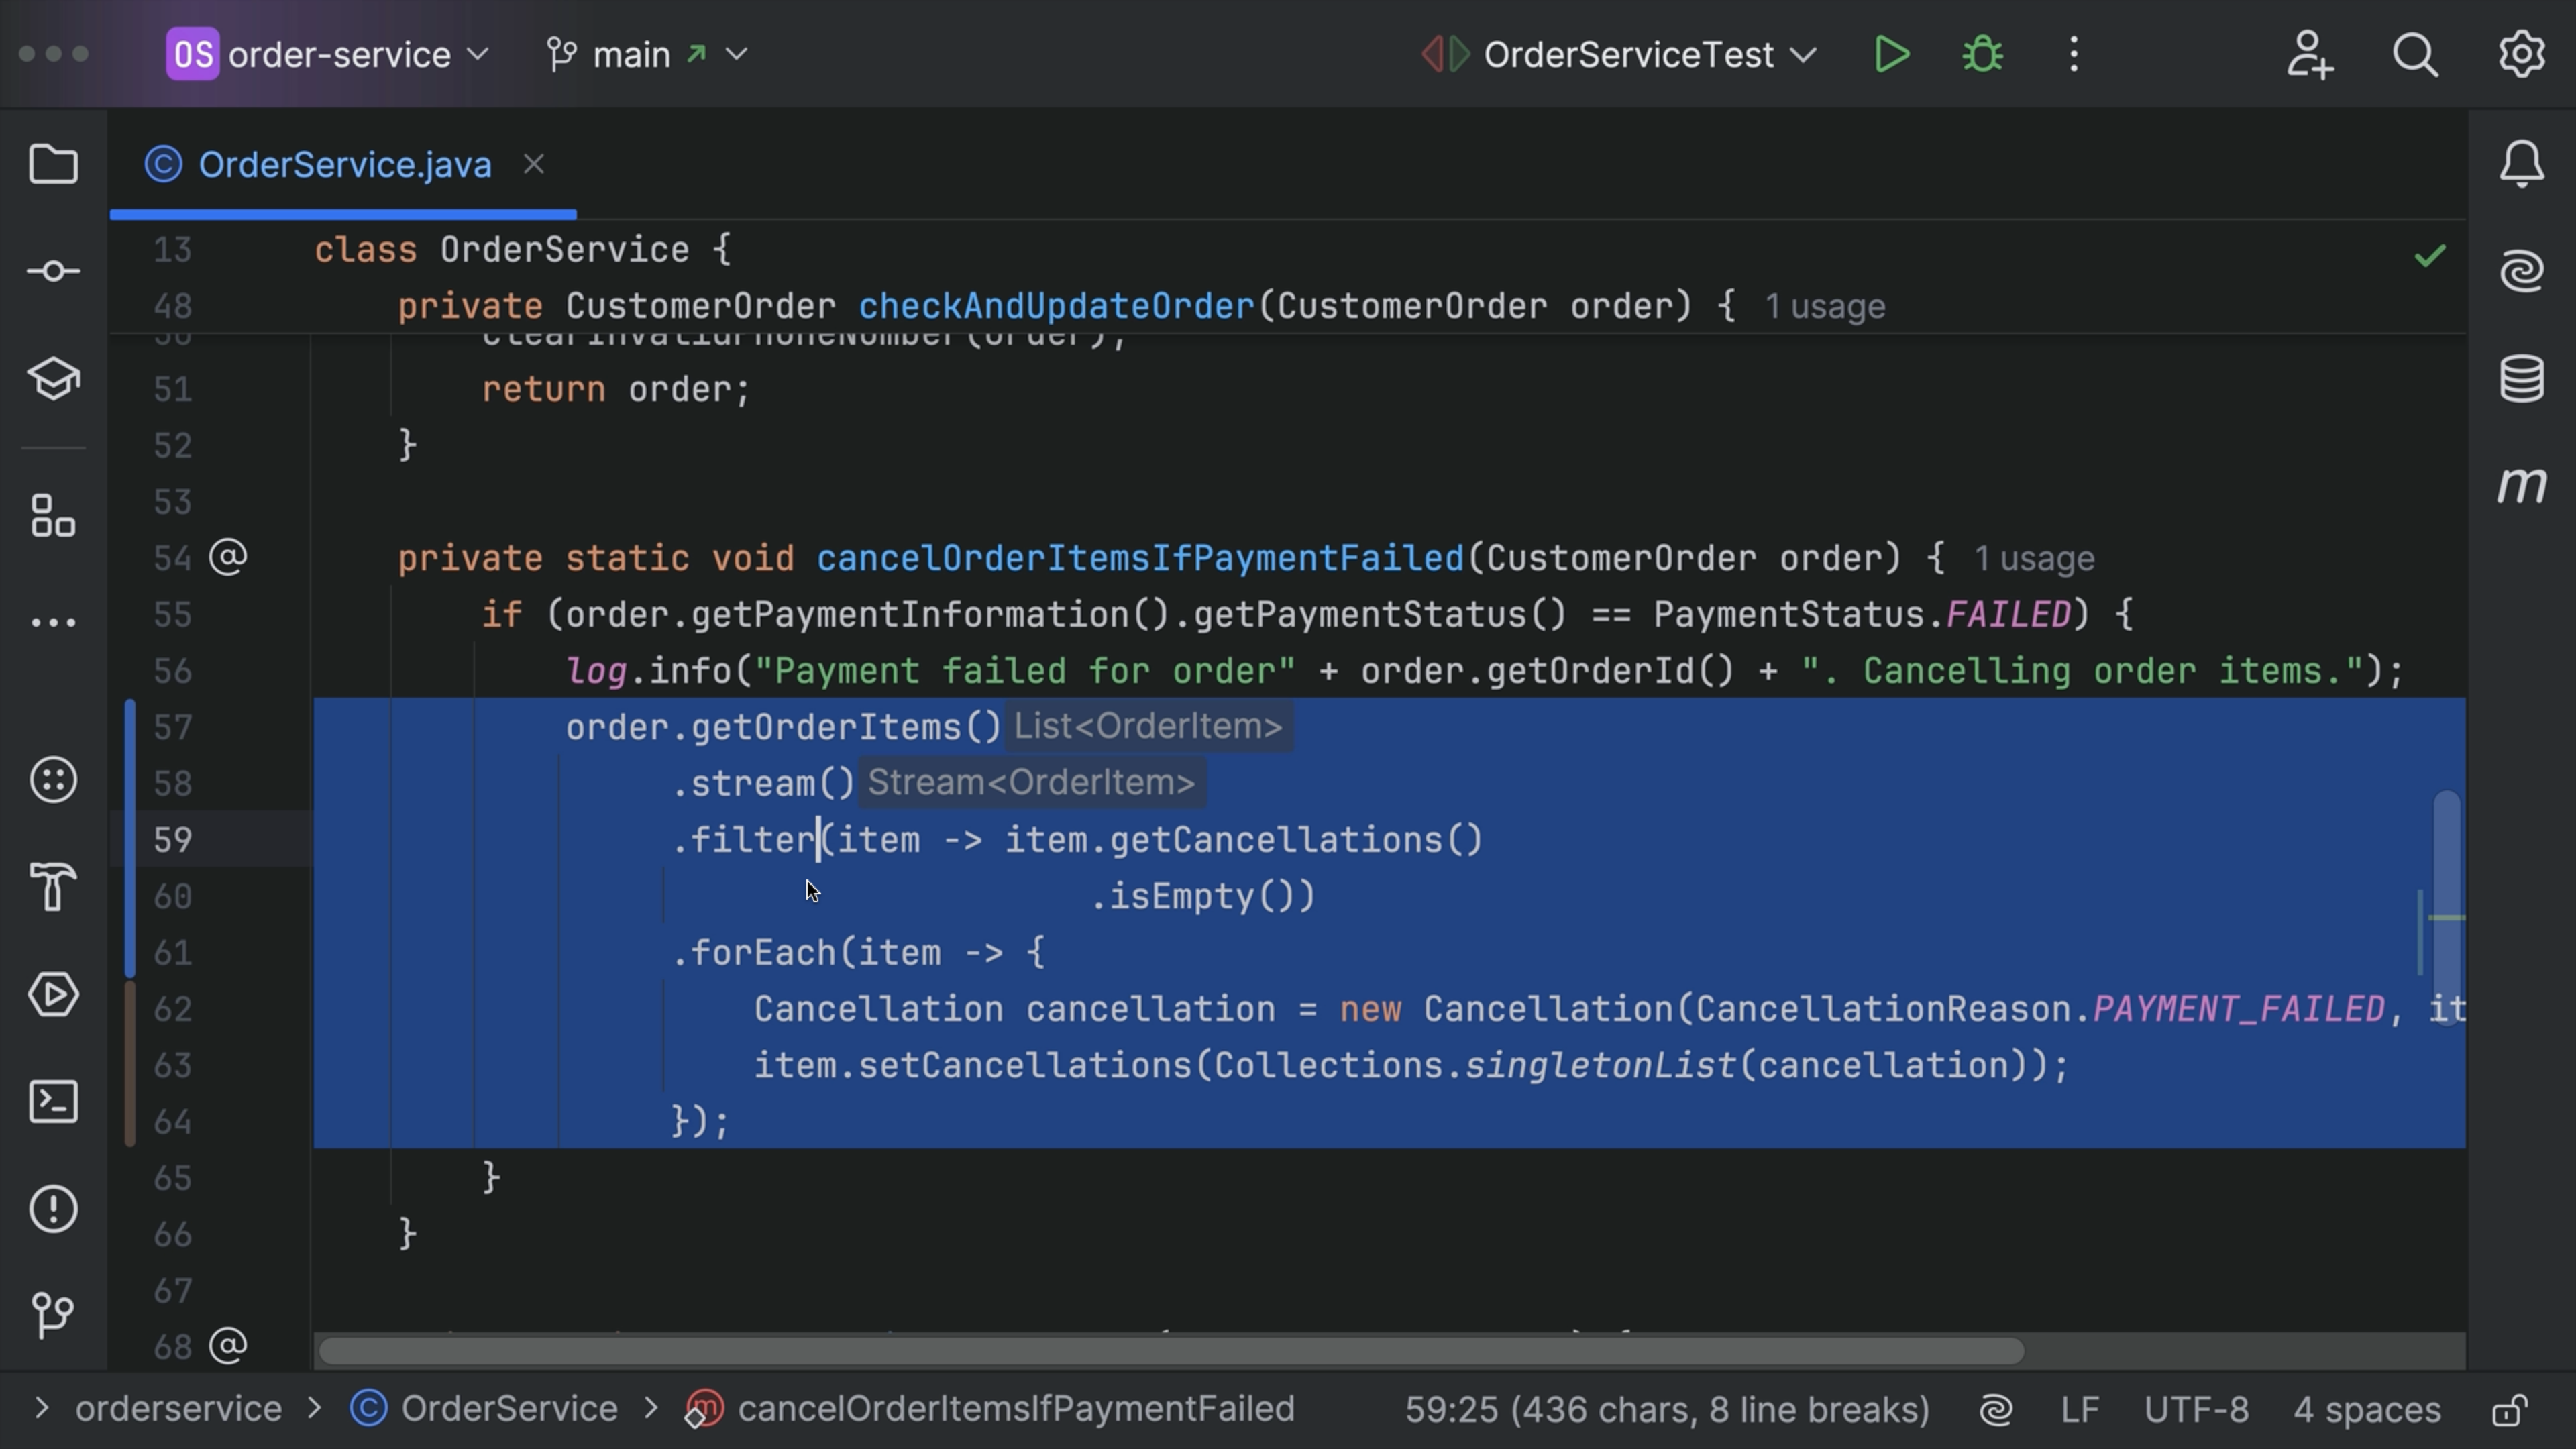 OS order-service main OrderServiceTest
OrderService.java
13 class OrderService {
48 private CustomerOrder checkAndUpdateOrder(CustomerOrder order) { 1 usage
51 return order;
52 }
53
54 @ private static void cancelOrderItemsIfPaymentFailed(CustomerOrder order) { 1 usage
55 if (order.getPaymentInformation().getPaymentStatus() == PaymentStatus.FAILED) {
56 log.info("Payment failed for order" + order.getOrderId() + ". Cancelling order items.");
57 order.getOrderItems() List<OrderItem>
58 .stream() Stream<OrderItem>
59 .filter(item -> item.getCancellations()
60 .isEmpty())
61 .forEach(item -> {
62 Cancellation cancellation = new Cancellation(CancellationReason.PAYMENT_FAILED, it
63 item.setCancellations(Collections.singletonList(cancellation));
64 });
65 }
66 }
67
68 @
orderservice > OrderService > cancelOrderItemsIfPaymentFailed 59:25 (436 chars, 8 line breaks) LF UTF-8 4 spaces